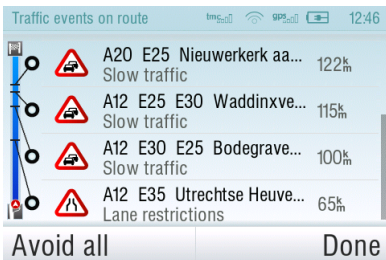 Traffic events on route tmc gps 12:46
A20 E25 Nieuwerkerk aa... 122km
Slow traffic
A12 E25 E30 Waddinxve... 115km
Slow traffic
A12 E30 E25 Bodegrave... 100km
Slow traffic
A12 E35 Utrechtse Heuve... 65km
Lane restrictions
Avoid all Done